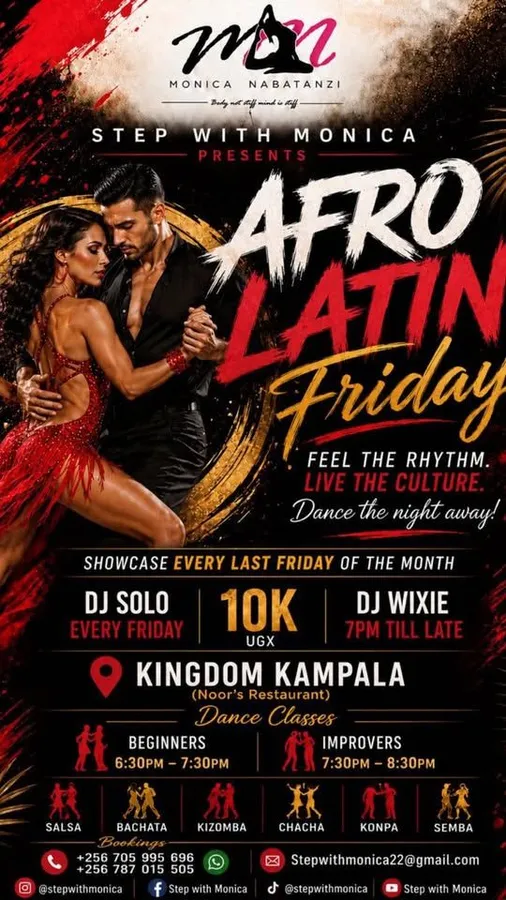 mn
MONICA NABATANZI
Body not stiff mind is stiff
STEP WITH MONICA
PRESENTS
AFRO
LATIN
Friday
FEEL THE RHYTHM.
LIVE THE CULTURE.
Dance the night away!
SHOWCASE EVERY LAST FRIDAY OF THE MONTH
DJ SOLO
EVERY FRIDAY
10K
UGX
DJ WIXIE
7PM TILL LATE
KINGDOM KAMPALA
(Noor's Restaurant)
Dance Classes
BEGINNERS
6:30PM – 7:30PM
IMPROVERS
7:30PM – 8:30PM
SALSA
BACHATA
KIZOMBA
CHACHA
KONPA
SEMBA
Bookings
+256 705 995 696
+256 787 015 505
Stepwithmonica22@gmail.com
@stepwithmonica
Step with Monica
@stepwithmonica
Step with Monica